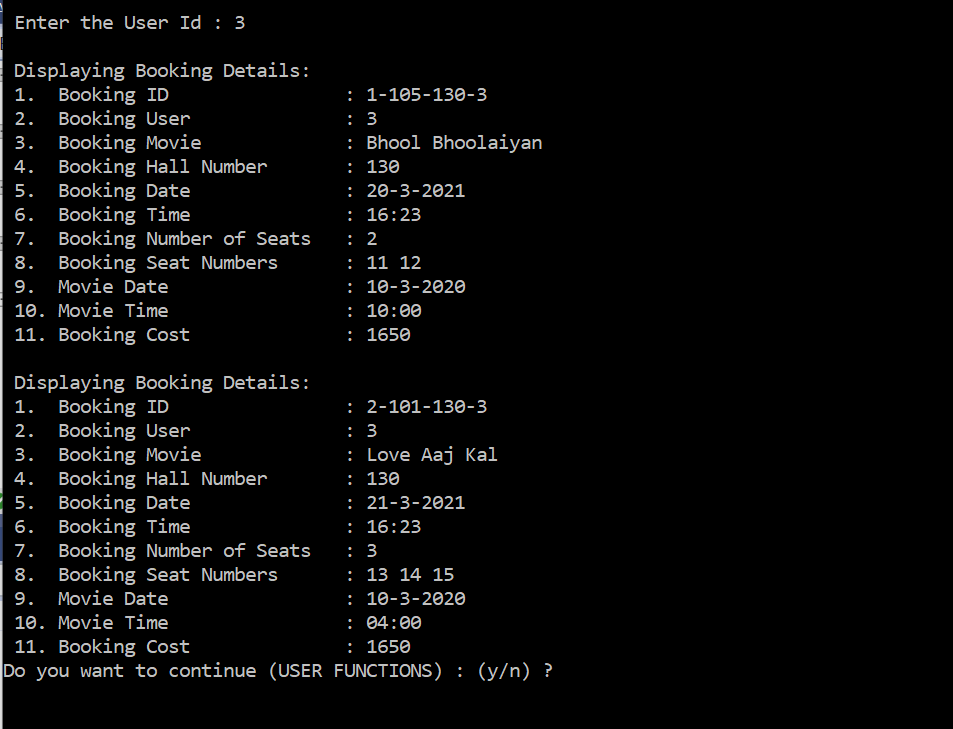 Enter the User Id : 3
Displaying Booking Details:
1.  Booking ID                : 1-105-130-3
2.  Booking User              : 3
3.  Booking Movie             : Bhool Bhoolaiyan
4.  Booking Hall Number       : 130
5.  Booking Date              : 20-3-2021
6.  Booking Time              : 16:23
7.  Booking Number of Seats   : 2
8.  Booking Seat Numbers      : 11 12
9.  Movie Date                : 10-3-2020
10. Movie Time                : 10:00
11. Booking Cost              : 1650
Displaying Booking Details:
1.  Booking ID                : 2-101-130-3
2.  Booking User              : 3
3.  Booking Movie             : Love Aaj Kal
4.  Booking Hall Number       : 130
5.  Booking Date              : 21-3-2021
6.  Booking Time              : 16:23
7.  Booking Number of Seats   : 3
8.  Booking Seat Numbers      : 13 14 15
9.  Movie Date                : 10-3-2020
10. Movie Time                : 04:00
11. Booking Cost              : 1650
Do you want to continue (USER FUNCTIONS) : (y/n) ?